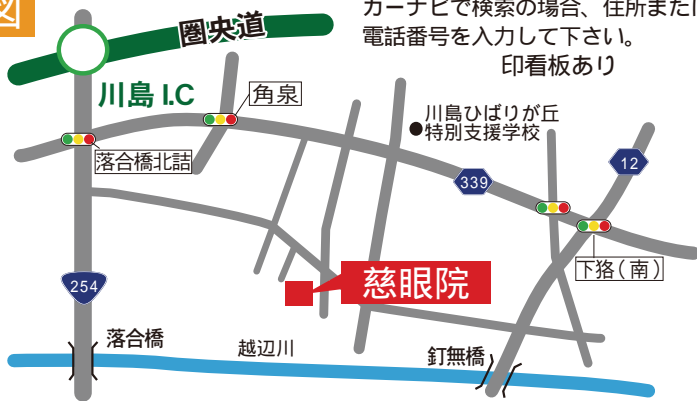 図
カーナビで検索の場合、住所または
電話番号を入力して下さい。
印看板あり
圏央道
川島 I.C
角泉
川島ひばりが丘
特別支援学校
落合橋北詰
12
339
下狢(南)
254
慈眼院
落合橋
越辺川
釘無橋